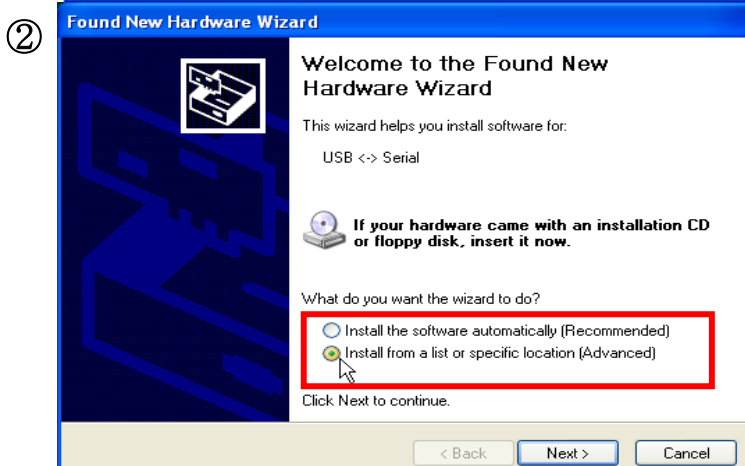 ②
Found New Hardware Wizard
Welcome to the Found New
Hardware Wizard
This wizard helps you install software for:
USB <-> Serial
If your hardware came with an installation CD
or floppy disk, insert it now.
What do you want the wizard to do?
Install the software automatically (Recommended)
Install from a list or specific location (Advanced)
Click Next to continue.
< Back Next > Cancel